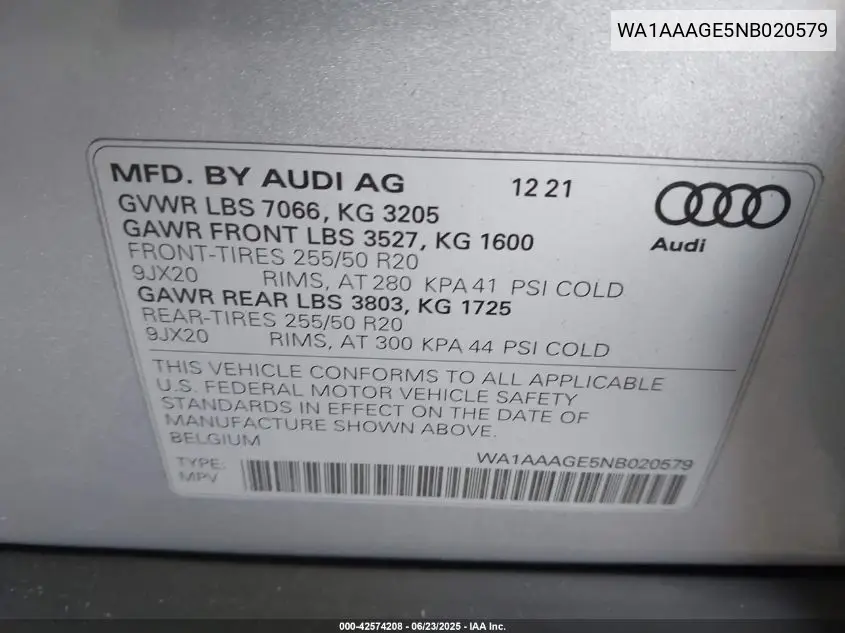 WA1AAAGE5NB020579
MFD. BY AUDI AG 12 21
GVWR LBS 7066, KG 3205
GAWR FRONT LBS 3527, KG 1600
Audi
FRONT-TIRES 255/50 R20
9JX20 RIMS, AT 280 KPA 41 PSI COLD
GAWR REAR LBS 3803, KG 1725
REAR-TIRES 255/50 R20
9JX20 RIMS, AT 300 KPA 44 PSI COLD
THIS VEHICLE CONFORMS TO ALL APPLICABLE
U.S. FEDERAL MOTOR VEHICLE SAFETY
STANDARDS IN EFFECT ON THE DATE OF
MANUFACTURE SHOWN ABOVE.
BELGIUM
WA1AAAGE5NB020579
TYPE:
MPV
000-42574208 - 06/23/2025 - IAA Inc.